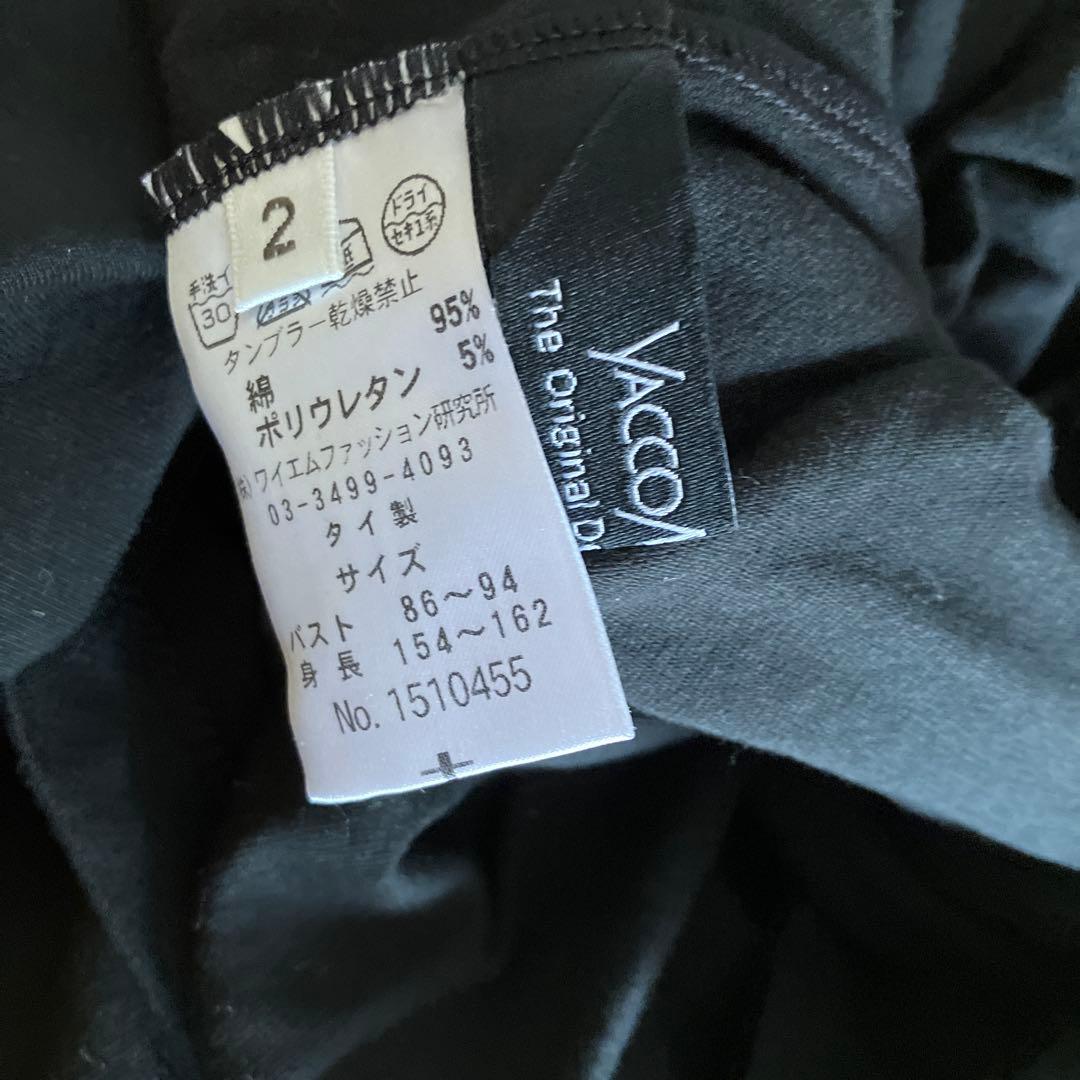 2
手洗イ
30
ドライ
セキユ系
タンブラー乾燥禁止
綿 95%
ポリウレタン 5%
(株)ワイエムファッション研究所
03-3499-4093
タイ製
サイズ
バスト 86～94
身長 154～162
No. 1510455
VACCA
The Original